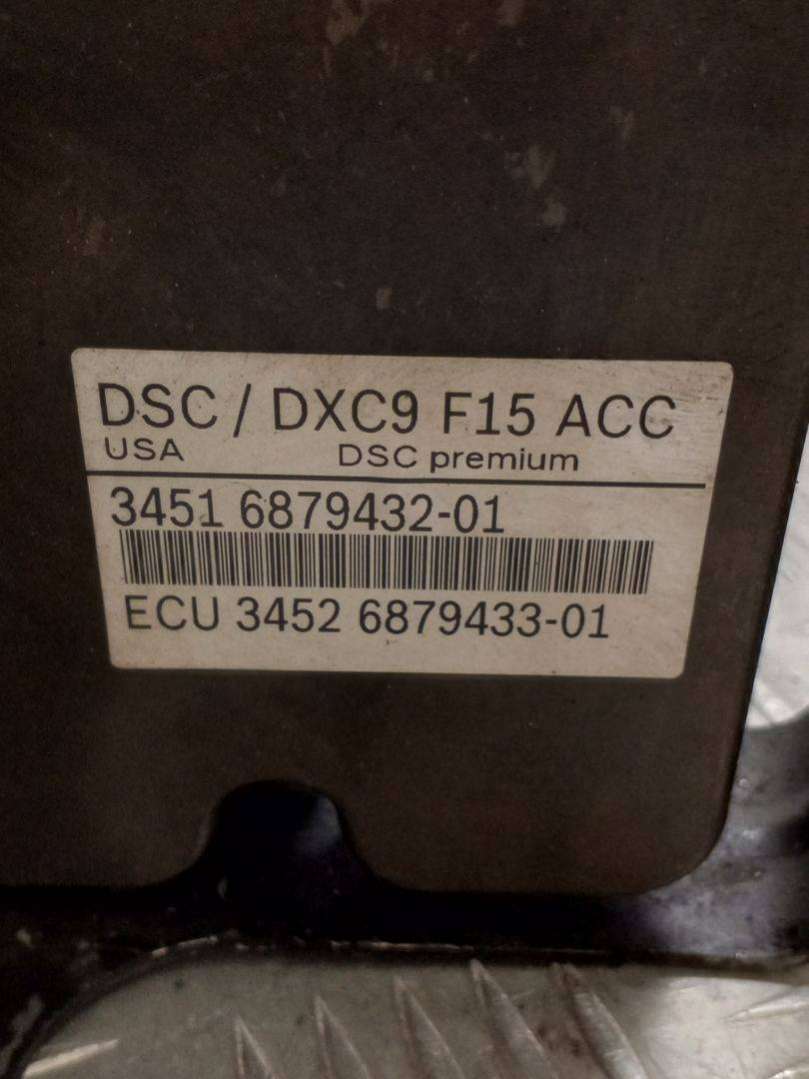 DSC / DXC9 F15 ACC
USA DSC premium
3451 6879432-01
ECU 3452 6879433-01